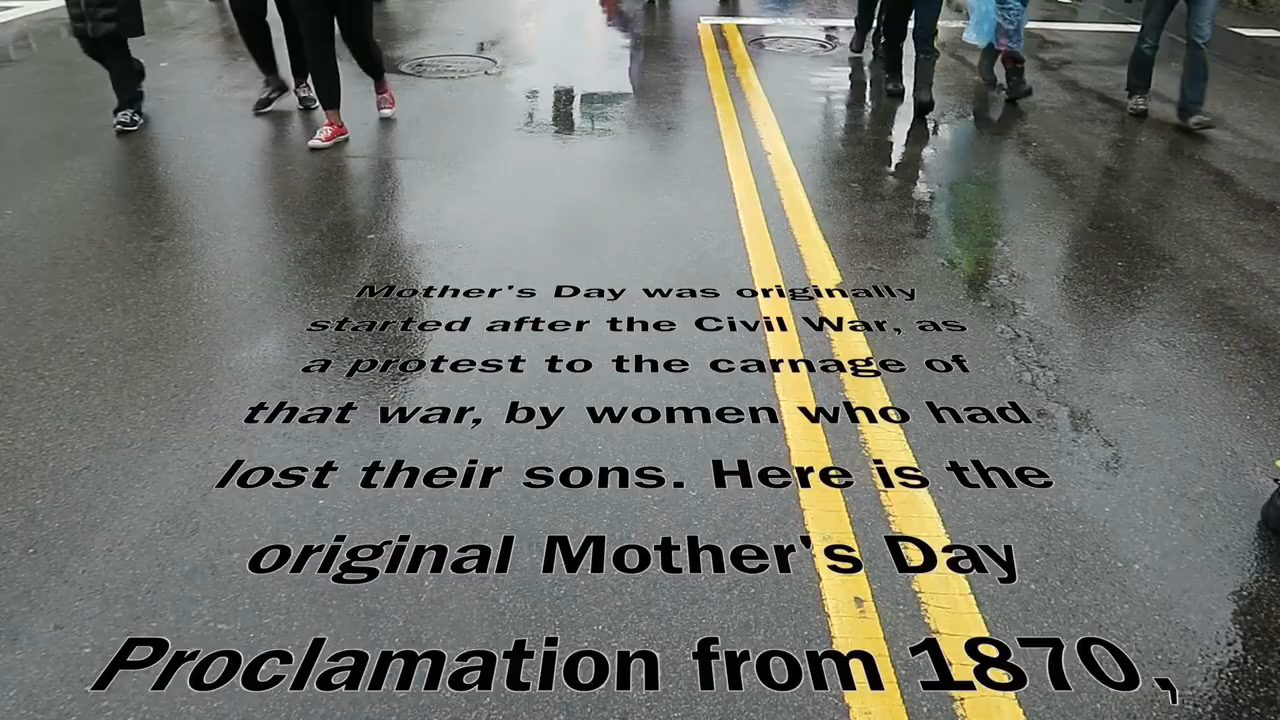 Mother's Day was originally
started after the Civil War, as
a protest to the carnage of
that war, by women who had
lost their sons. Here is the
original Mother's Day
Proclamation from 1870,